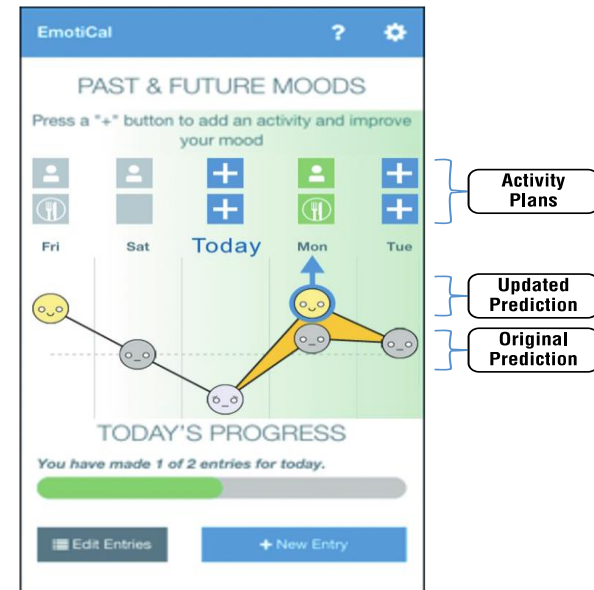 EmotiCal ?
PAST & FUTURE MOODS
Press a "+" button to add an activity and improve
your mood
Activity
Plans
Fri Sat Today Mon Tue
Updated
Prediction
Original
Prediction
TODAY'S PROGRESS
You have made 1 of 2 entries for today.
Edit Entries + New Entry